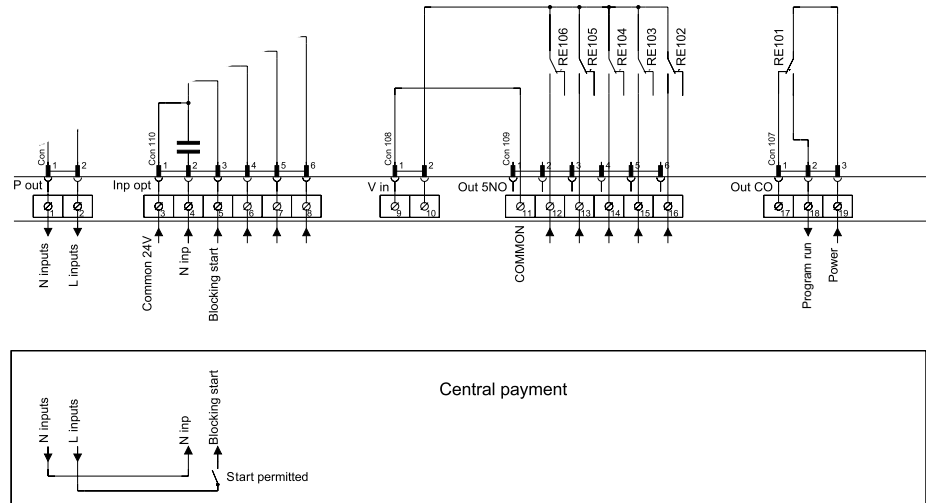 RE106
RE105
RE104
RE103
RE102
RE101
Con
1
2
Con 110
1
2
3
4
5
6
Con 108
1
2
Con 109
1
2
3
4
5
6
Con 107
1
2
3
P out
Inp opt
V in
Out 5NO
Out CO
1
2
3
4
5
6
7
8
9
10
11
12
13
14
15
16
17
18
19
N inputs
L inputs
Common 24V
N inp
Blocking start
COMMON
Program run
Power
Central payment
N inputs
L inputs
N inp
Blocking start
Start permitted